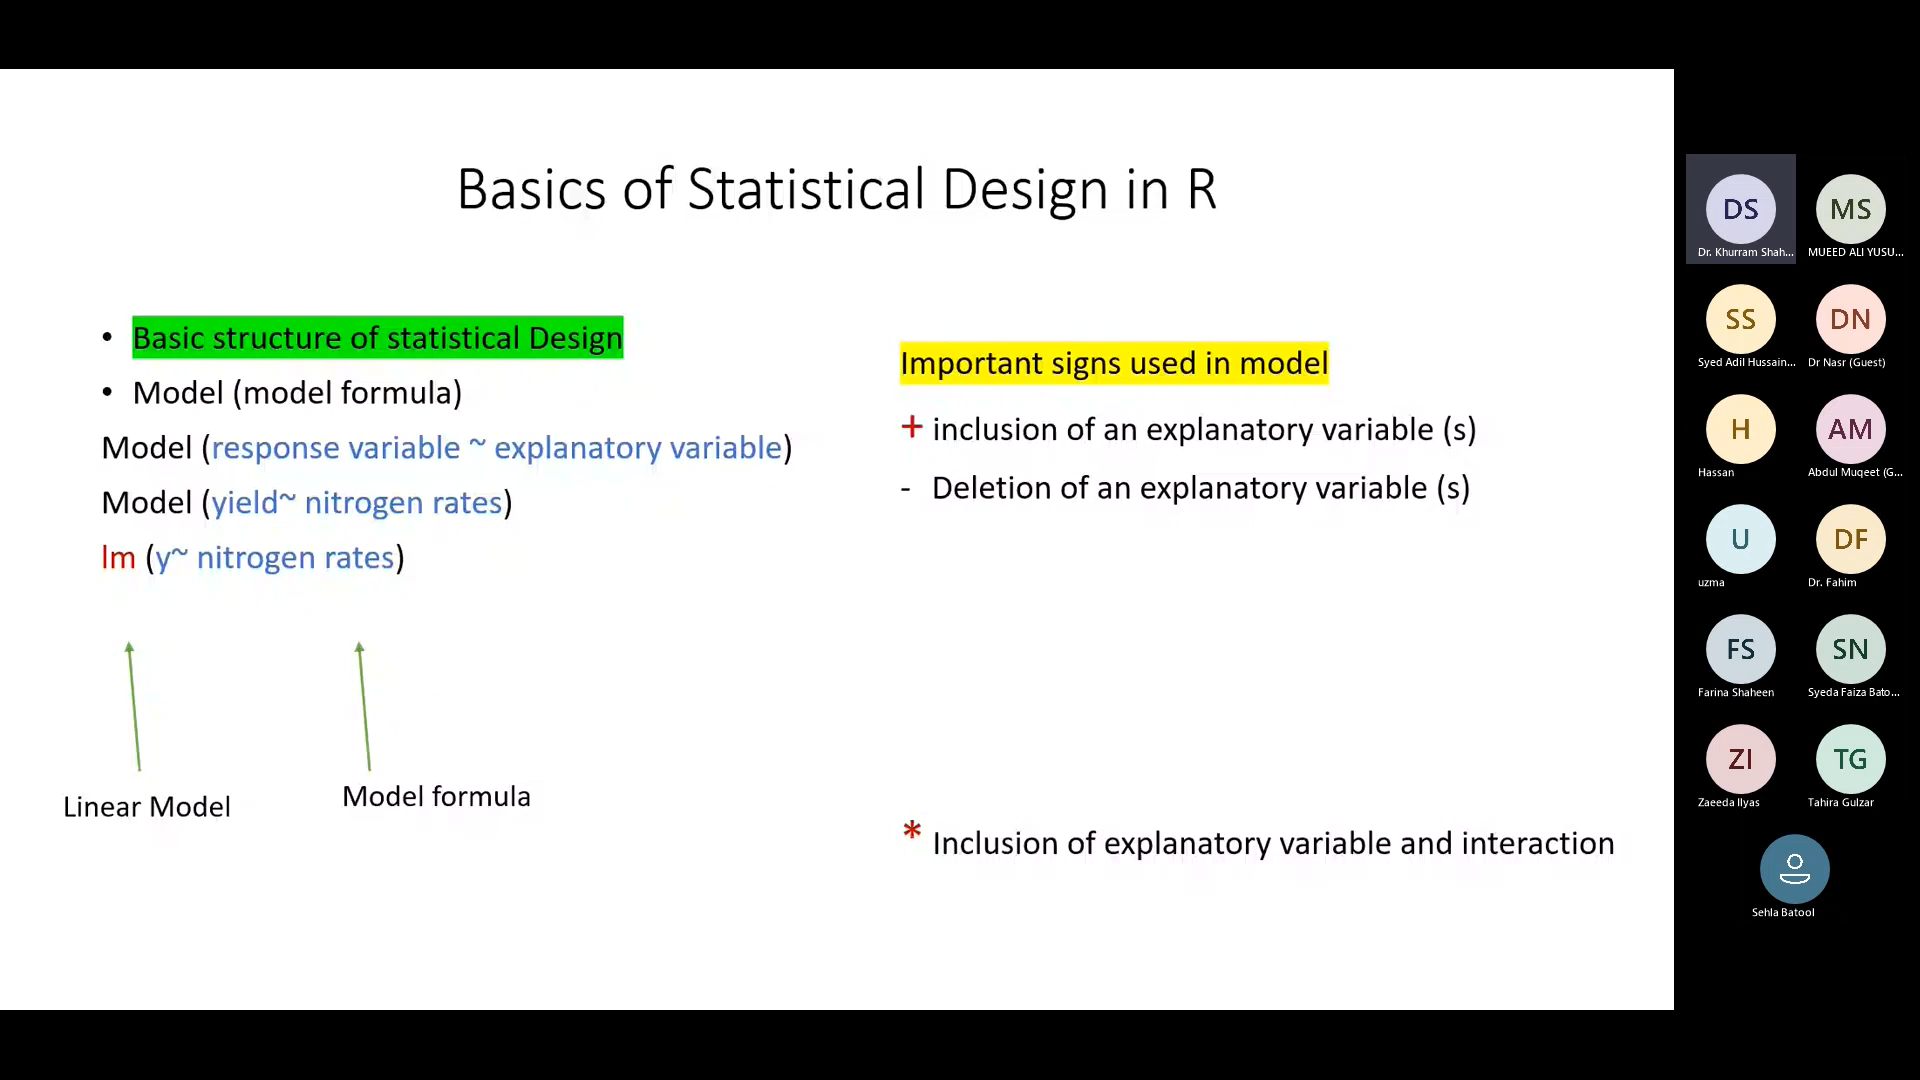 Basics of Statistical Design in R
• Basic structure of statistical Design
• Model (model formula)
Model (response variable ~ explanatory variable)
Model (yield~ nitrogen rates)
lm (y~ nitrogen rates)
Linear Model
Model formula
Important signs used in model
+ inclusion of an explanatory variable (s)
- Deletion of an explanatory variable (s)
* Inclusion of explanatory variable and interaction
DS
Dr. Khurram Shah...
MS
MUEED ALI YUSU...
SS
Syed Adil Hussain...
DN
Dr Nasr (Guest)
H
Hassan
AM
Abdul Muqeet (G...
U
uzma
DF
Dr. Fahim
FS
Farina Shaheen
SN
Syeda Faiza Bato...
ZI
Zaeeda Ilyas
TG
Tahira Gulzar
Sehla Batool